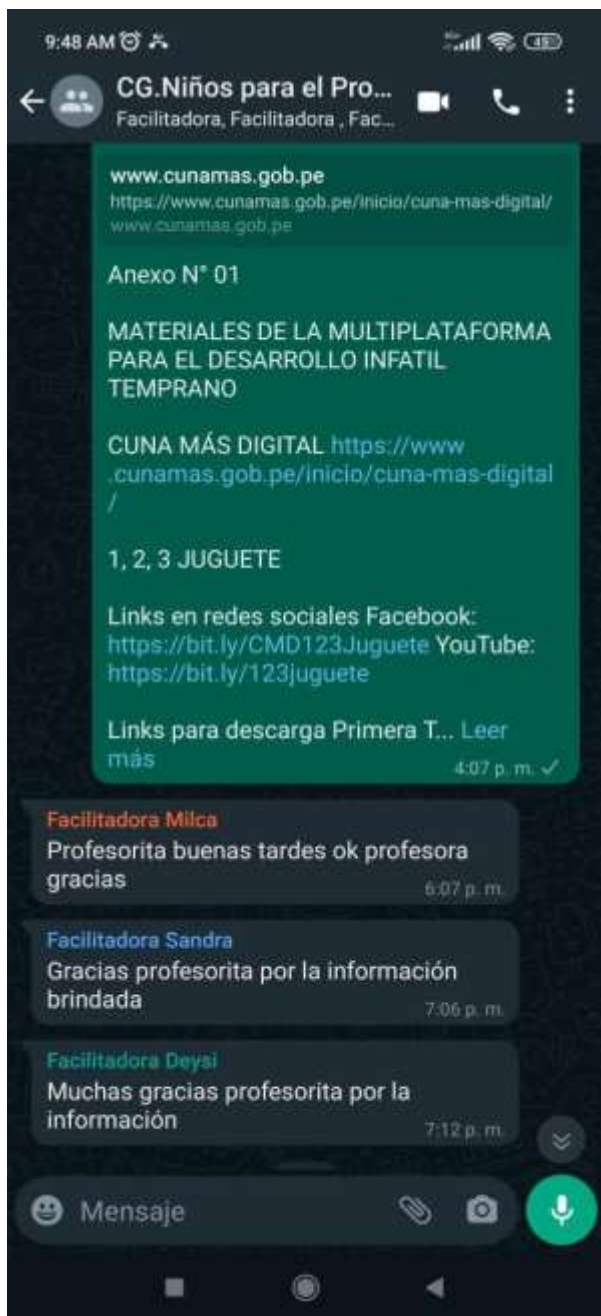 9:48 AM
45
CG.Niños para el Pro...
Facilitadora, Facilitadora , Fac...
www.cunamas.gob.pe
https://www.cunamas.gob.pe/inicio/cuna-mas-digital/
www.cunamas.gob.pe
Anexo N° 01
MATERIALES DE LA MULTIPLATAFORMA
PARA EL DESARROLLO INFATIL
TEMPRANO
CUNA MÁS DIGITAL https://www
.cunamas.gob.pe/inicio/cuna-mas-digital
/
1, 2, 3 JUGUETE
Links en redes sociales Facebook:
https://bit.ly/CMD123Juguete YouTube:
https://bit.ly/123juguete
Links para descarga Primera T... Leer
más
4:07 p. m.
Facilitadora Milca
Profesorita buenas tardes ok profesora
gracias
6:07 p. m.
Facilitadora Sandra
Gracias profesorita por la información
brindada
7:06 p. m.
Facilitadora Deysi
Muchas gracias profesorita por la
información
7:12 p. m.
Mensaje